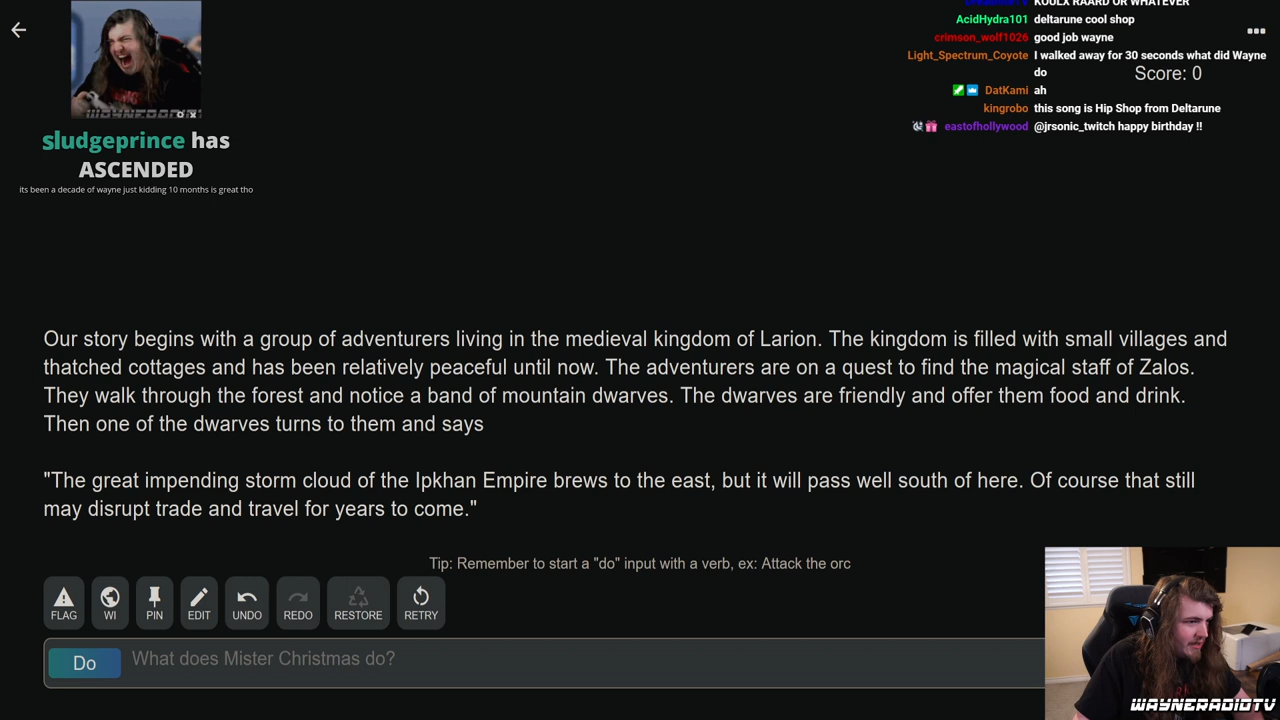 KOULX RAARD OR WHATEVER
AcidHydra101 deltarune cool shop
crimson_wolf1026 good job wayne
Light_Spectrum_Coyote I walked away for 30 seconds what did Wayne
do
Score: 0
DatKami ah
kingrobo this song is Hip Shop from Deltarune
eastofhollywood @jrsonic_twitch happy birthday !!
sludgeprince has
ASCENDED
its been a decade of wayne just kidding 10 months is great tho
Our story begins with a group of adventurers living in the medieval kingdom of Larion. The kingdom is filled with small villages and
thatched cottages and has been relatively peaceful until now. The adventurers are on a quest to find the magical staff of Zalos.
They walk through the forest and notice a band of mountain dwarves. The dwarves are friendly and offer them food and drink.
Then one of the dwarves turns to them and says
"The great impending storm cloud of the Ipkhan Empire brews to the east, but it will pass well south of here. Of course that still
may disrupt trade and travel for years to come."
Tip: Remember to start a "do" input with a verb, ex: Attack the orc
FLAG WI PIN EDIT UNDO REDO RESTORE RETRY
Do What does Mister Christmas do?
WAYNERADIOTV